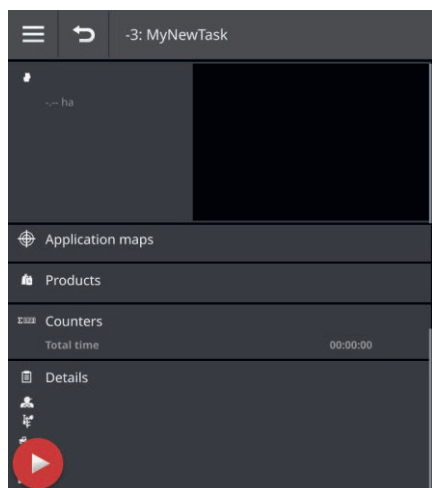 -3: MyNewTask
-.-- ha
Application maps
Products
Counters
Total time 00:00:00
Details